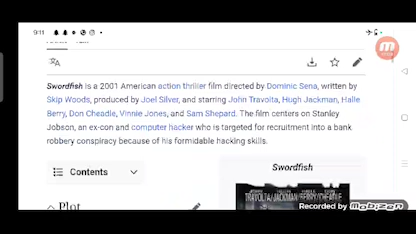 9:11
Swordfish is a 2001 American action thriller film directed by Dominic Sena, written by
Skip Woods, produced by Joel Silver, and starring John Travolta, Hugh Jackman, Halle
Berry, Don Cheadle, Vinnie Jones, and Sam Shepard. The film centers on Stanley
Jobson, an ex-con and computer hacker who is targeted for recruitment into a bank
robbery conspiracy because of his formidable hacking skills.
Contents
Swordfish
TRAVOLTA/JACKMAN/BERRY/CHEADLE
Plot
Recorded by Mobizen